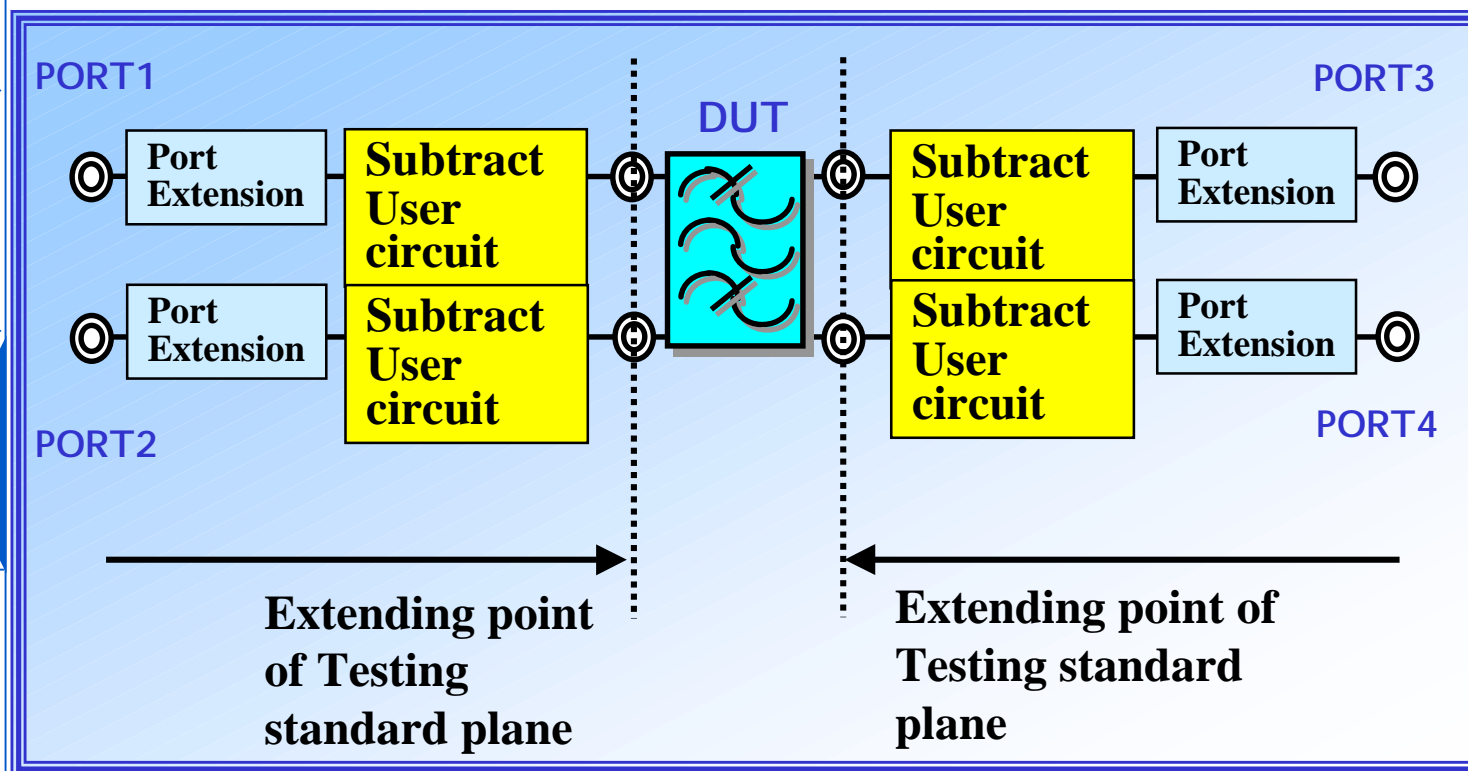 PORT1
PORT3
DUT
Port
Extension
Subtract
User
circuit
Subtract
User
circuit
Port
Extension
Port
Extension
Subtract
User
circuit
Subtract
User
circuit
Port
Extension
PORT2
PORT4
Extending point
of Testing
standard plane
Extending point of
Testing standard
plane